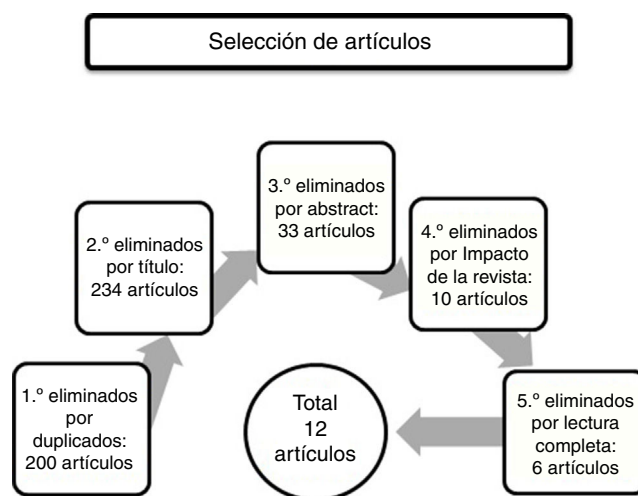 Selección de artículos
1.º eliminados
por
duplicados:
200 artículos
2.º eliminados
por título:
234 artículos
3.º eliminados
por abstract:
33 artículos
4.º eliminados
por Impacto
de la revista:
10 artículos
5.º eliminados
por lectura
completa:
6 artículos
Total
12
artículos